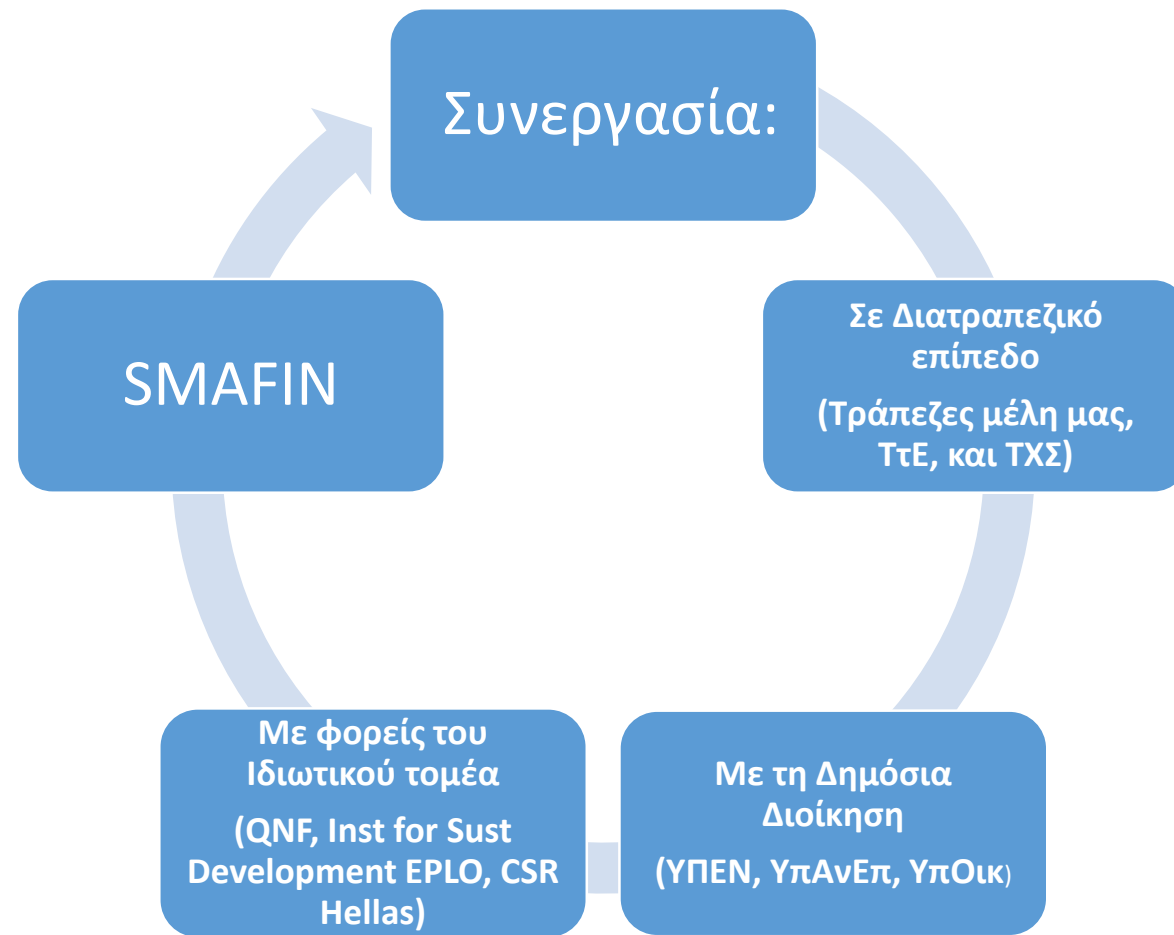 Συνεργασία:
Σε Διατραπεζικό
επίπεδο
(Τράπεζες μέλη μας,
ΤτΕ, και ΤΧΣ)
Με τη Δημόσια
Διοίκηση
(ΥΠΕΝ, ΥπΑνΕπ, ΥπΟικ)
Με φορείς του
Ιδιωτικού τομέα
(QNF, Inst for Sust
Development EPLO, CSR
Hellas)
SMAFIN